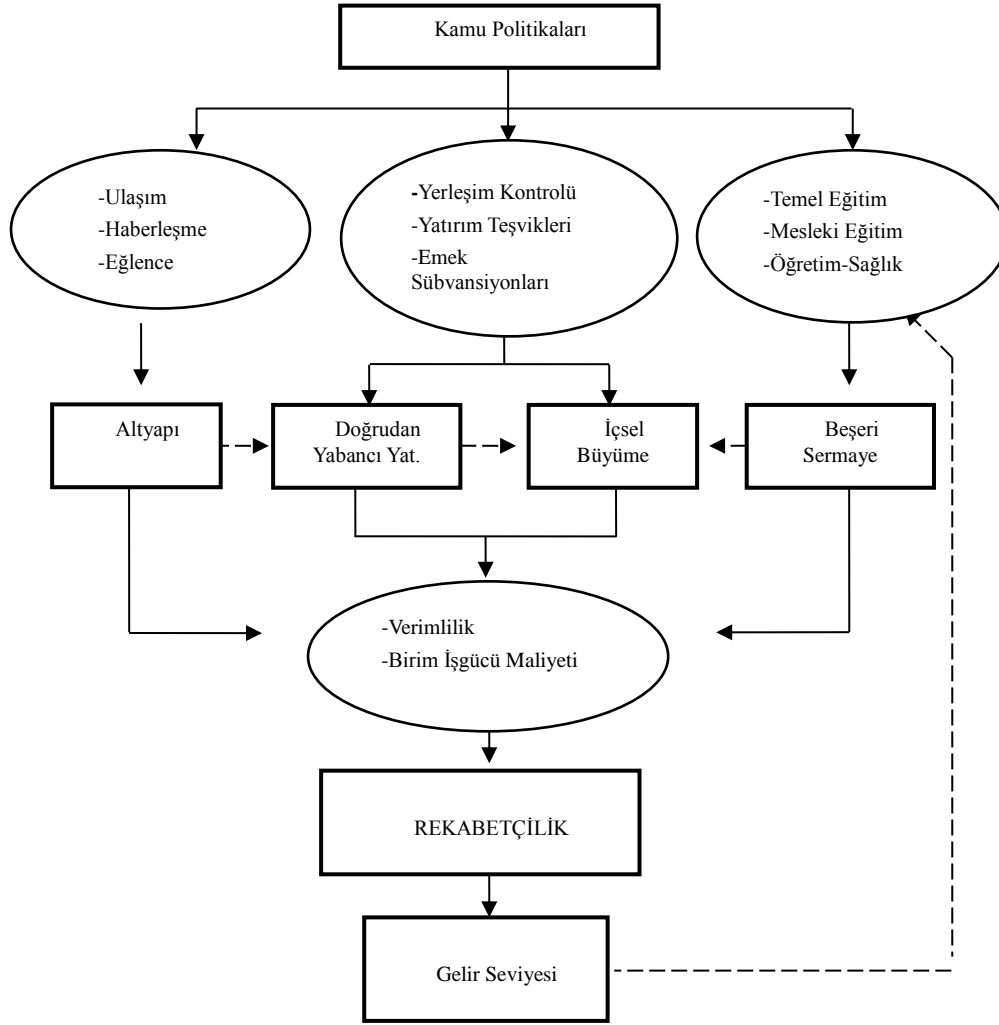 Kamu Politikaları
-Ulaşım
-Haberleşme
-Eğlence
-Yerleşim Kontrolü
-Yatırım Teşvikleri
-Emek
Sübvansiyonları
-Temel Eğitim
-Mesleki Eğitim
-Öğretim-Sağlık
Altyapı
Doğrudan
Yabancı Yat.
İçsel
Büyüme
Beşeri
Sermaye
-Verimlilik
-Birim İşgücü Maliyeti
REKABETÇİLİK
Gelir Seviyesi